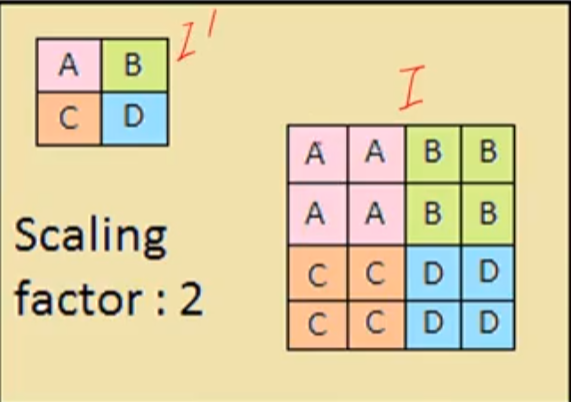 A B I'
C D
I
A A B B
A A B B
C C D D
C C D D
Scaling
factor : 2